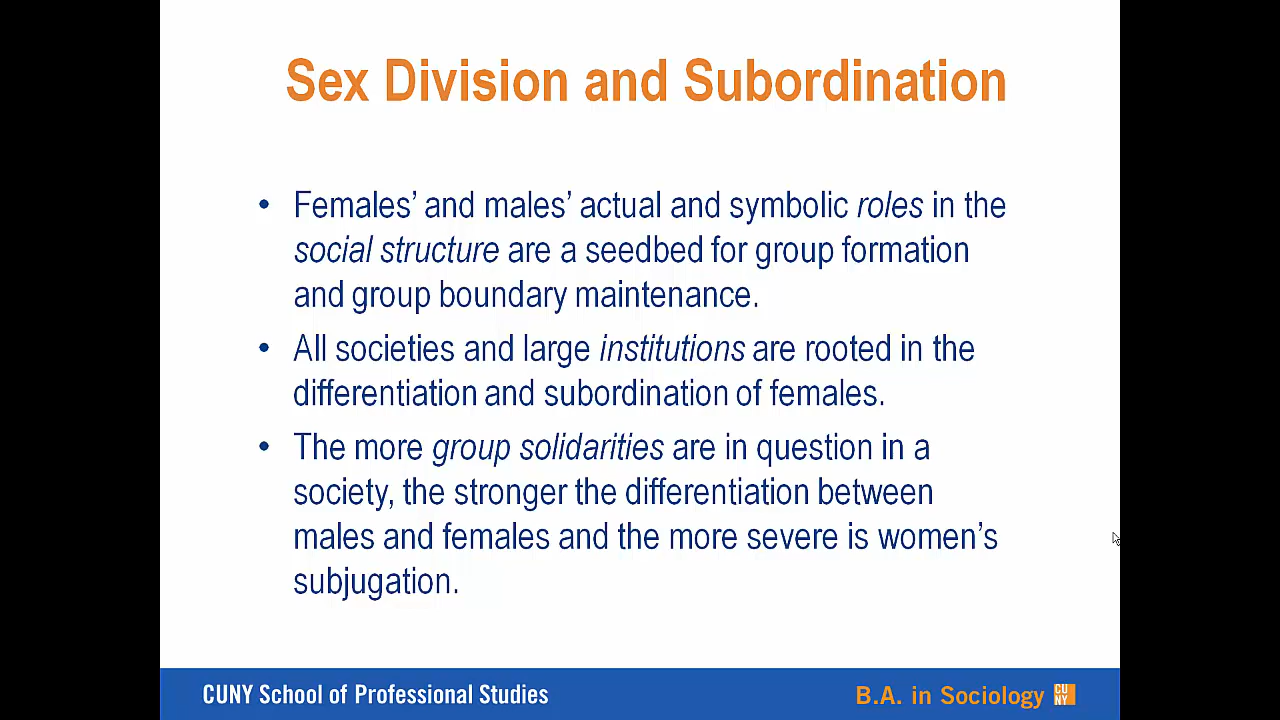 Sex Division and Subordination
• Females’ and males’ actual and symbolic roles in the
social structure are a seedbed for group formation
and group boundary maintenance.
• All societies and large institutions are rooted in the
differentiation and subordination of females.
• The more group solidarities are in question in a
society, the stronger the differentiation between
males and females and the more severe is women’s
subjugation.
CUNY School of Professional Studies
B.A. in Sociology CU
NY